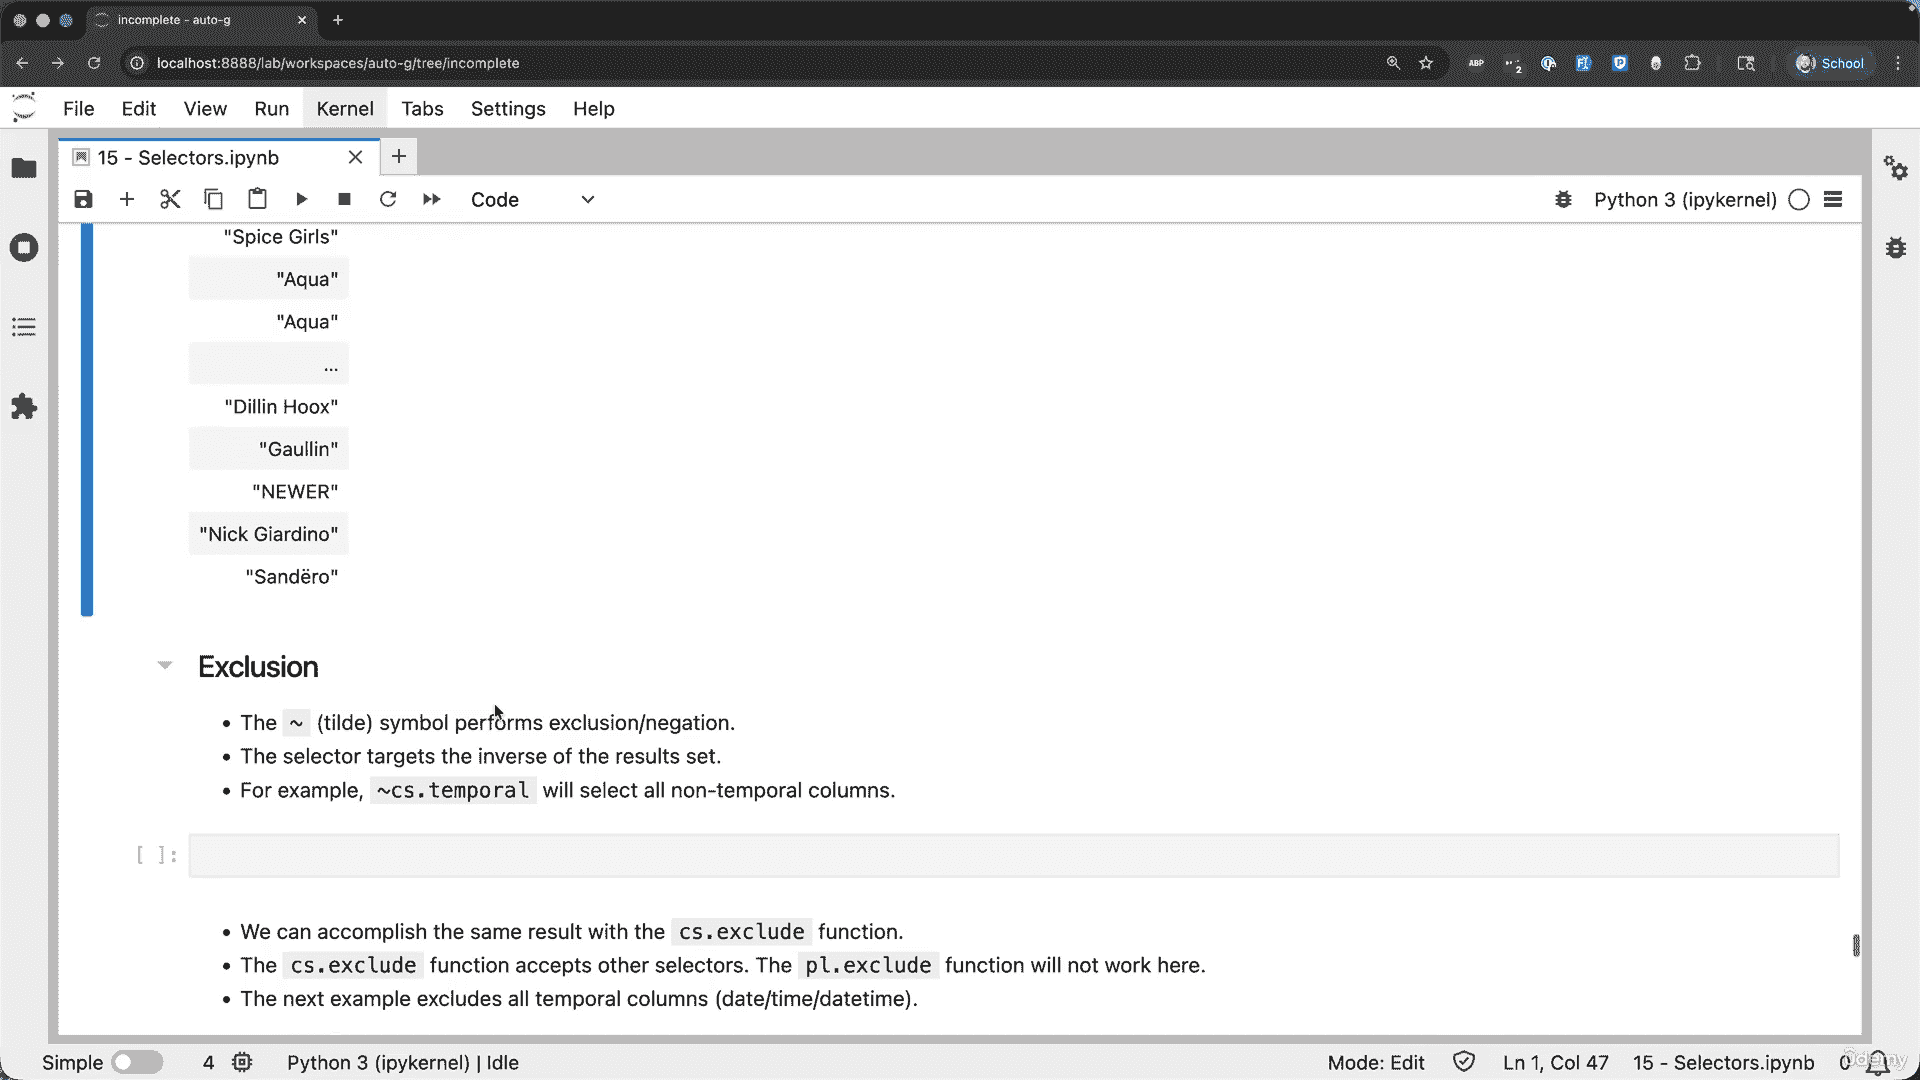 incomplete - auto-g
localhost:8888/lab/workspaces/auto-g/tree/incomplete
ABP
2
School
File Edit View Run Kernel Tabs Settings Help
15 - Selectors.ipynb
Code
Python 3 (ipykernel)
"Spice Girls"
"Aqua"
"Aqua"
...
"Dillin Hoox"
"Gaullin"
"NEWER"
"Nick Giardino"
"Sandëro"
Exclusion
• The ~ (tilde) symbol performs exclusion/negation.
• The selector targets the inverse of the results set.
• For example, ~cs.temporal will select all non-temporal columns.
[ ]:
• We can accomplish the same result with the cs.exclude function.
• The cs.exclude function accepts other selectors. The pl.exclude function will not work here.
• The next example excludes all temporal columns (date/time/datetime).
Simple 4 Python 3 (ipykernel) | Idle Mode: Edit Ln 1, Col 47 15 - Selectors.ipynb 0
udemy